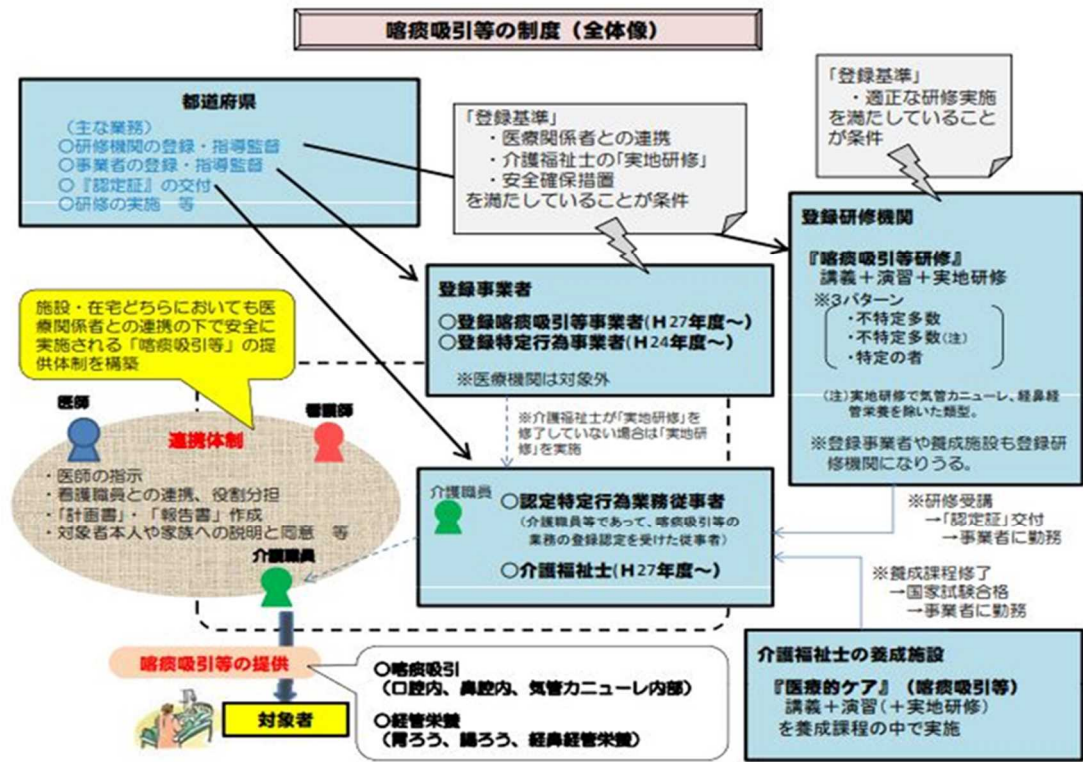 喀痰吸引等の制度（全体像）
都道府県
（主な業務）
○研修機関の登録・指導監督
○事業者の登録・指導監督
○『認定証』の交付
○研修の実施　等
「登録基準」
・医療関係者との連携
・介護福祉士の「実地研修」
・安全確保措置
を満たしていることが条件
「登録基準」
・適正な研修実施
を満たしていること
が条件
登録研修機関
『喀痰吸引等研修』
講義＋演習＋実地研修
※3パターン
・不特定多数
・不特定多数（注）
・特定の者
（注）実地研修で気管カニューレ、経鼻経
管栄養を除いた類型。
※登録事業者や養成施設も登録研
修機関になりうる。
登録事業者
○登録喀痰吸引等事業者（Ｈ27年度～）
○登録特定行為事業者（Ｈ24年度～）
※医療機関は対象外
施設・在宅どちらにおいても医
療関係者との連携の下で安全に
実施される「喀痰吸引等」の提
供体制を構築
医師
看護師
連携体制
・医師の指示
・看護職員との連携、役割分担
・「計画書」・「報告書」作成
・対象者本人や家族への説明と同意　等
介護職員
※介護福祉士が「実地研修」を
修了していない場合は「実地研
修」を実施
介護職員
○認定特定行為業務従事者
（介護職員等であって、喀痰吸引等の
業務の登録認定を受けた従事者）
○介護福祉士（Ｈ27年度～）
※研修受講
→「認定証」交付
→事業者に勤務
※養成課程修了
→国家試験合格
→事業者に勤務
介護福祉士の養成施設
『医療的ケア』（喀痰吸引等）
講義＋演習（＋実地研修）
を養成課程の中で実施
喀痰吸引等の提供
対象者
○喀痰吸引
（口腔内、鼻腔内、気管カニューレ内部）
○経管栄養
（胃ろう、腸ろう、経鼻経管栄養）